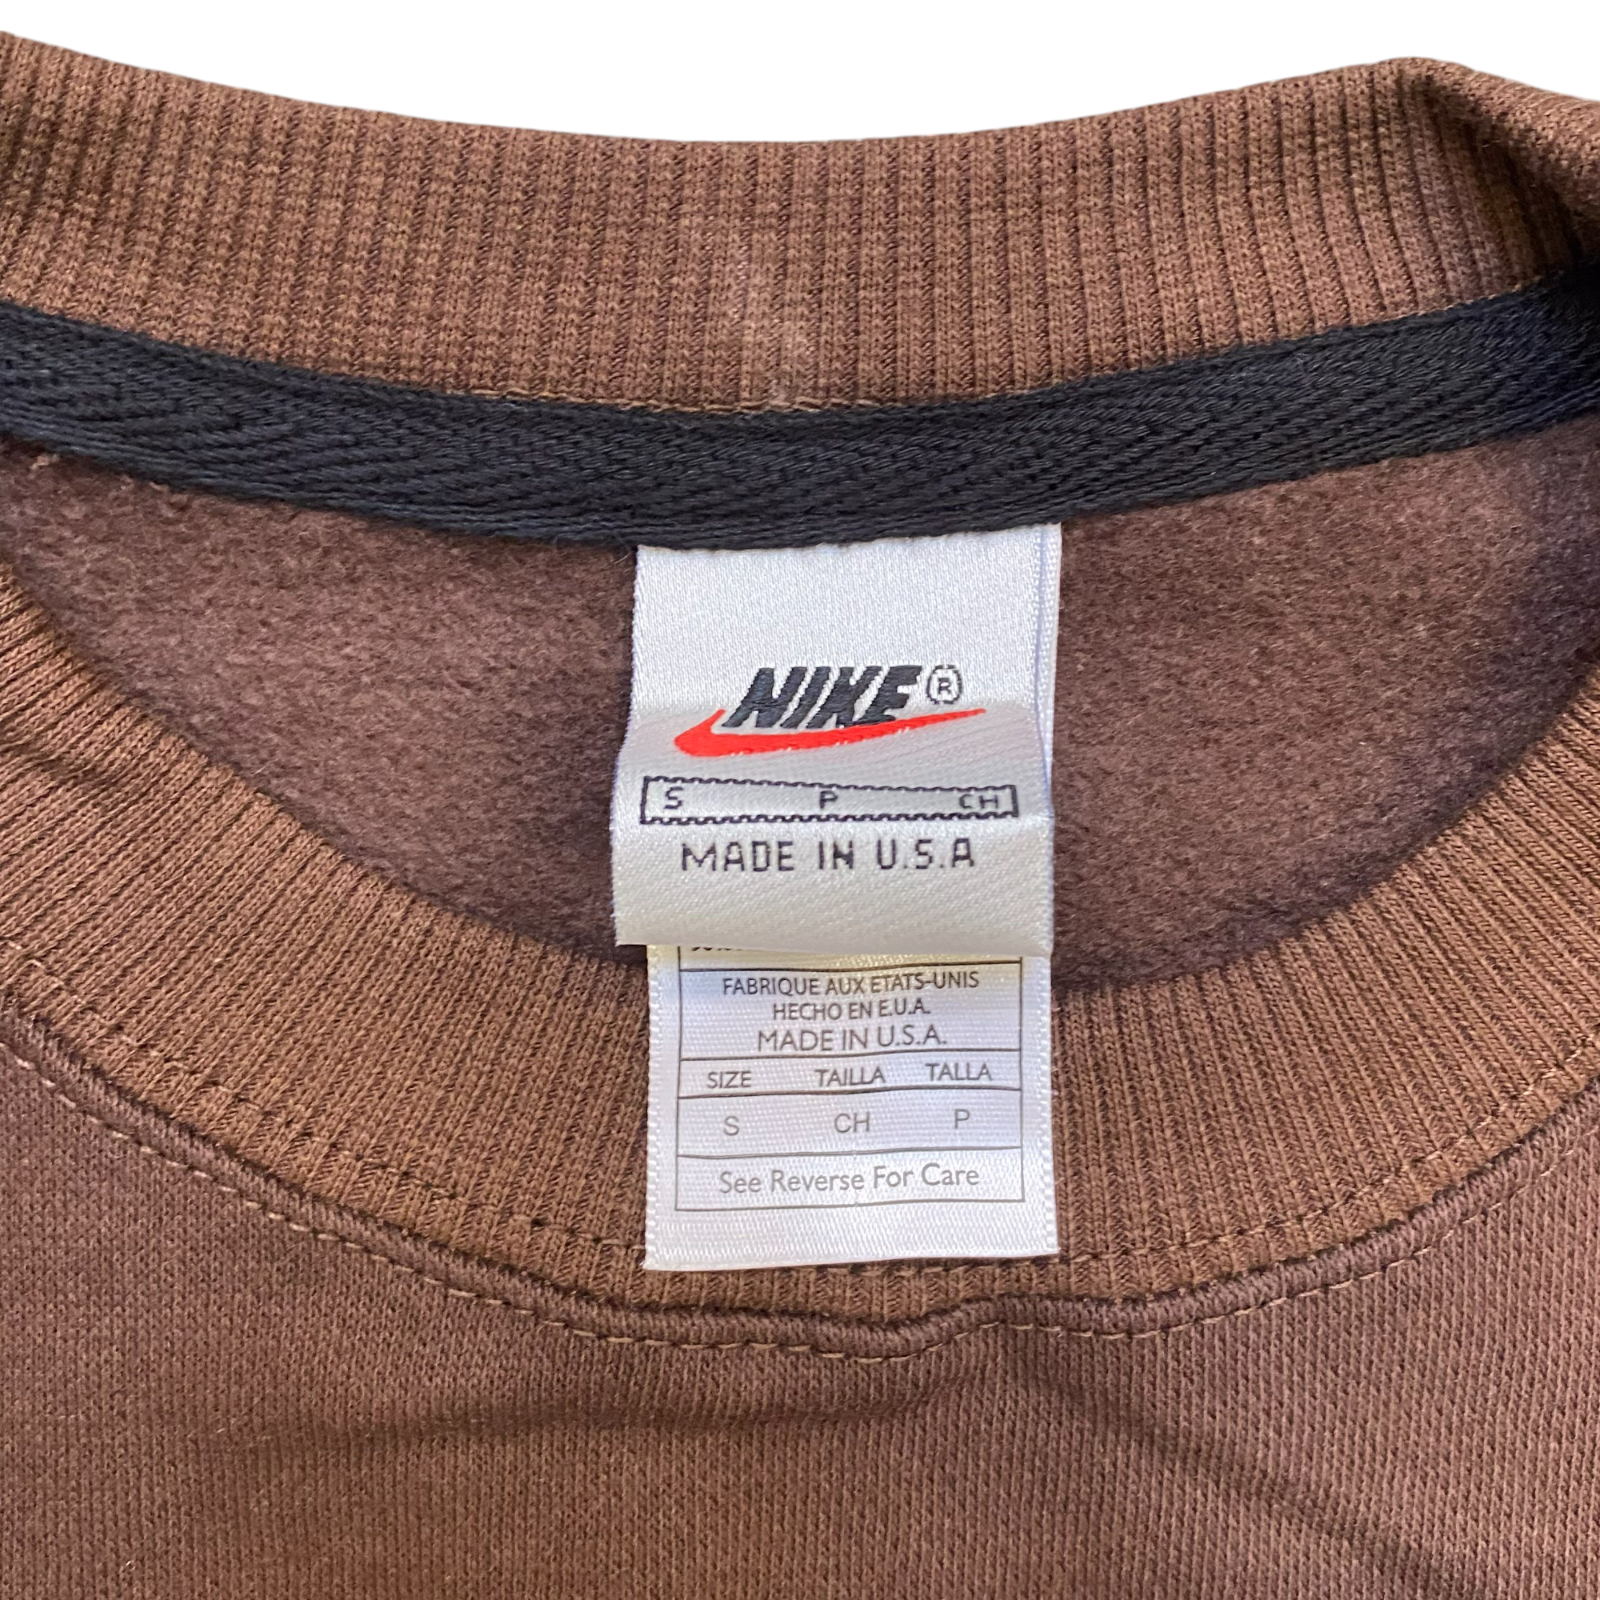 NIKE®
S P CH
MADE IN U.S.A
FABRIQUE AUX ETATS-UNIS
HECHO EN E.U.A.
MADE IN U.S.A.
SIZE TAILLA TALLA
S CH P
See Reverse For Care